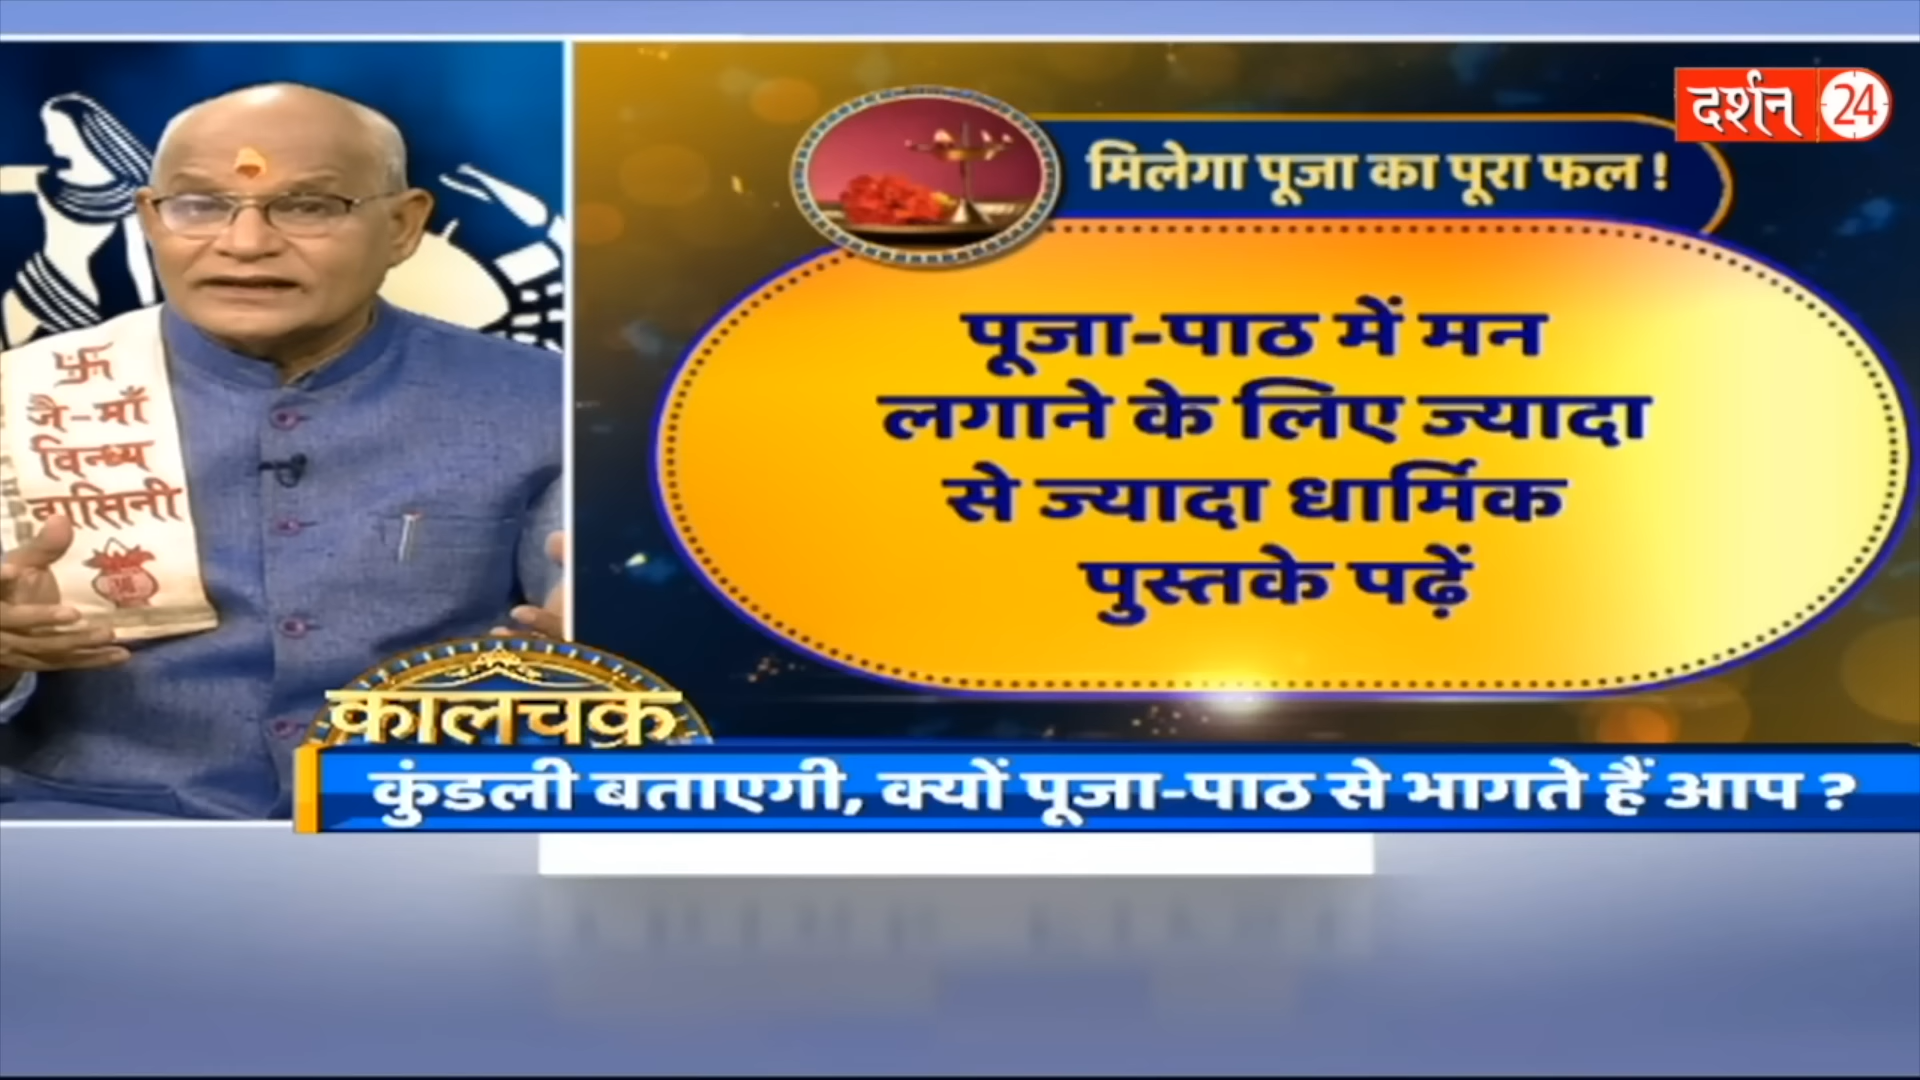 दर्शन 24
मिलेगा पूजा का पूरा फल !
पूजा-पाठ में मन
लगाने के लिए ज्यादा
से ज्यादा धार्मिक
पुस्तके पढ़ें
जै-माँ
विन्ध्य
वासिनी
कालचक्र
कुंडली बताएगी, क्यों पूजा-पाठ से भागते हैं आप ?